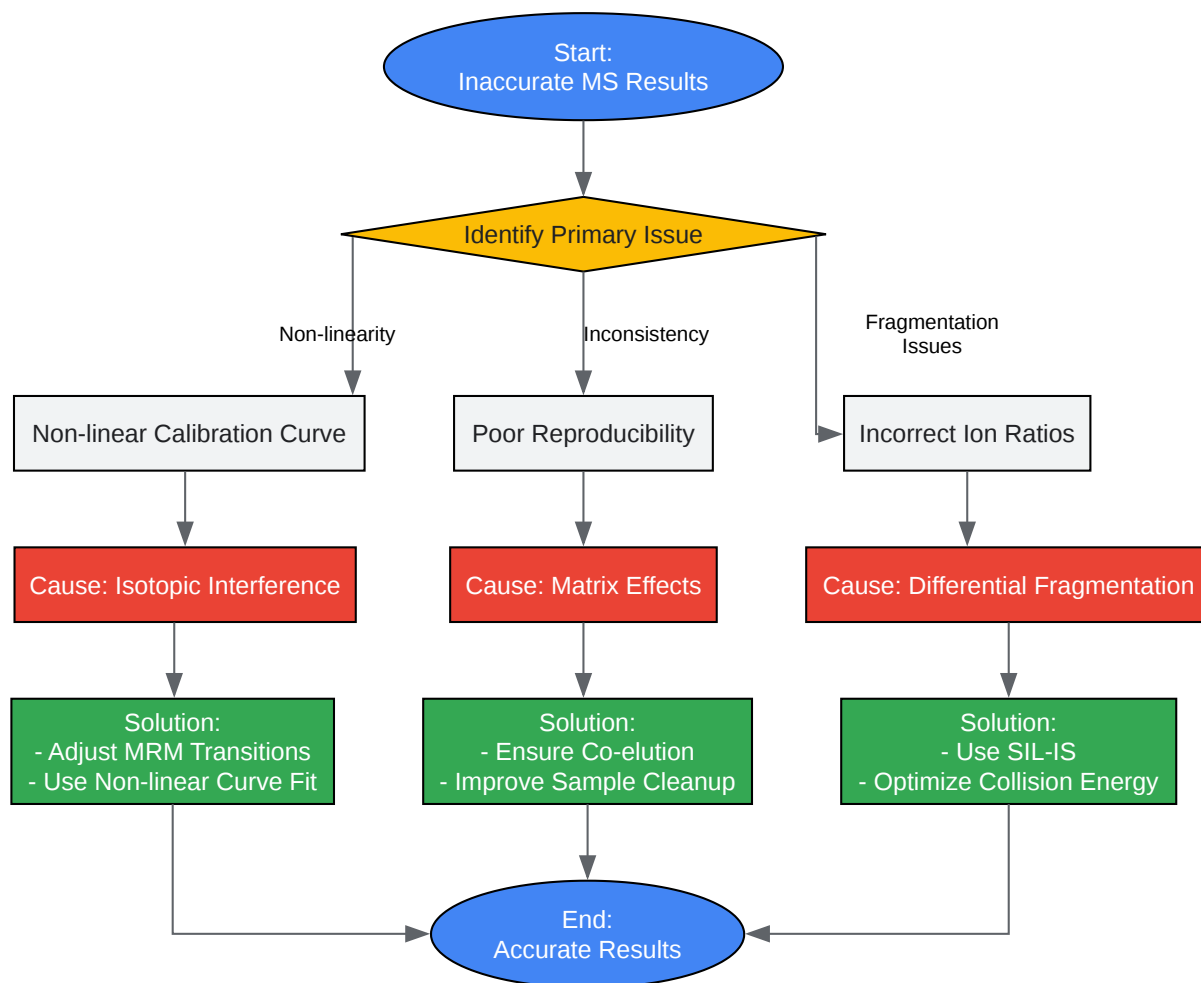 Start:
Inaccurate MS Results
Identify Primary Issue
Non-linearity
Inconsistency
Fragmentation
Issues
Non-linear Calibration Curve
Poor Reproducibility
Incorrect Ion Ratios
Cause: Isotopic Interference
Cause: Matrix Effects
Cause: Differential Fragmentation
Solution:
- Adjust MRM Transitions
- Use Non-linear Curve Fit
Solution:
- Ensure Co-elution
- Improve Sample Cleanup
Solution:
- Use SIL-IS
- Optimize Collision Energy
End:
Accurate Results